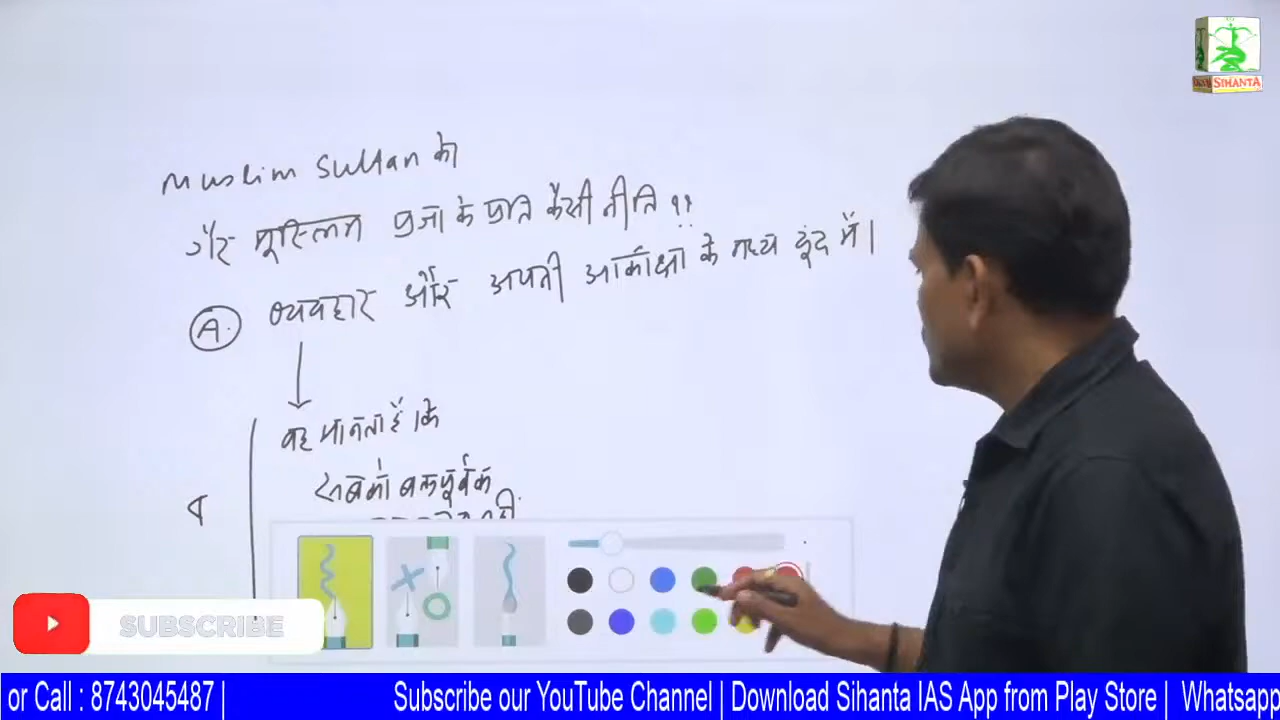 SIHANTA
Muslim Sultan को
गैर मुस्लिम प्रजा के प्रति कैसी नीति ??
A. व्यवहार और अपनी आकांक्षा के मध्य द्वंद में।
वह मानता है कि
सबको बलपूर्वक
SUBSCRIBE
or Call : 8743045487 | Subscribe our YouTube Channel | Download Sihanta IAS App from Play Store | Whatsapp